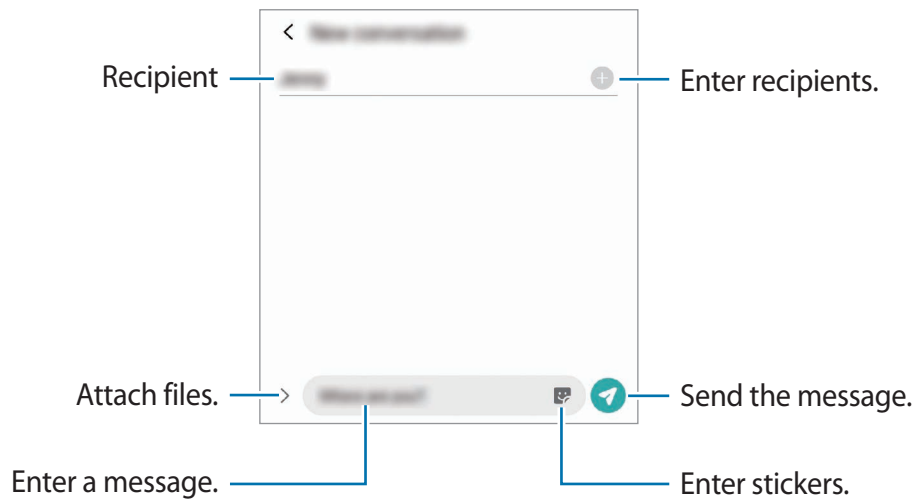 Recipient
Enter recipients.
Attach files.
Send the message.
Enter a message.
Enter stickers.